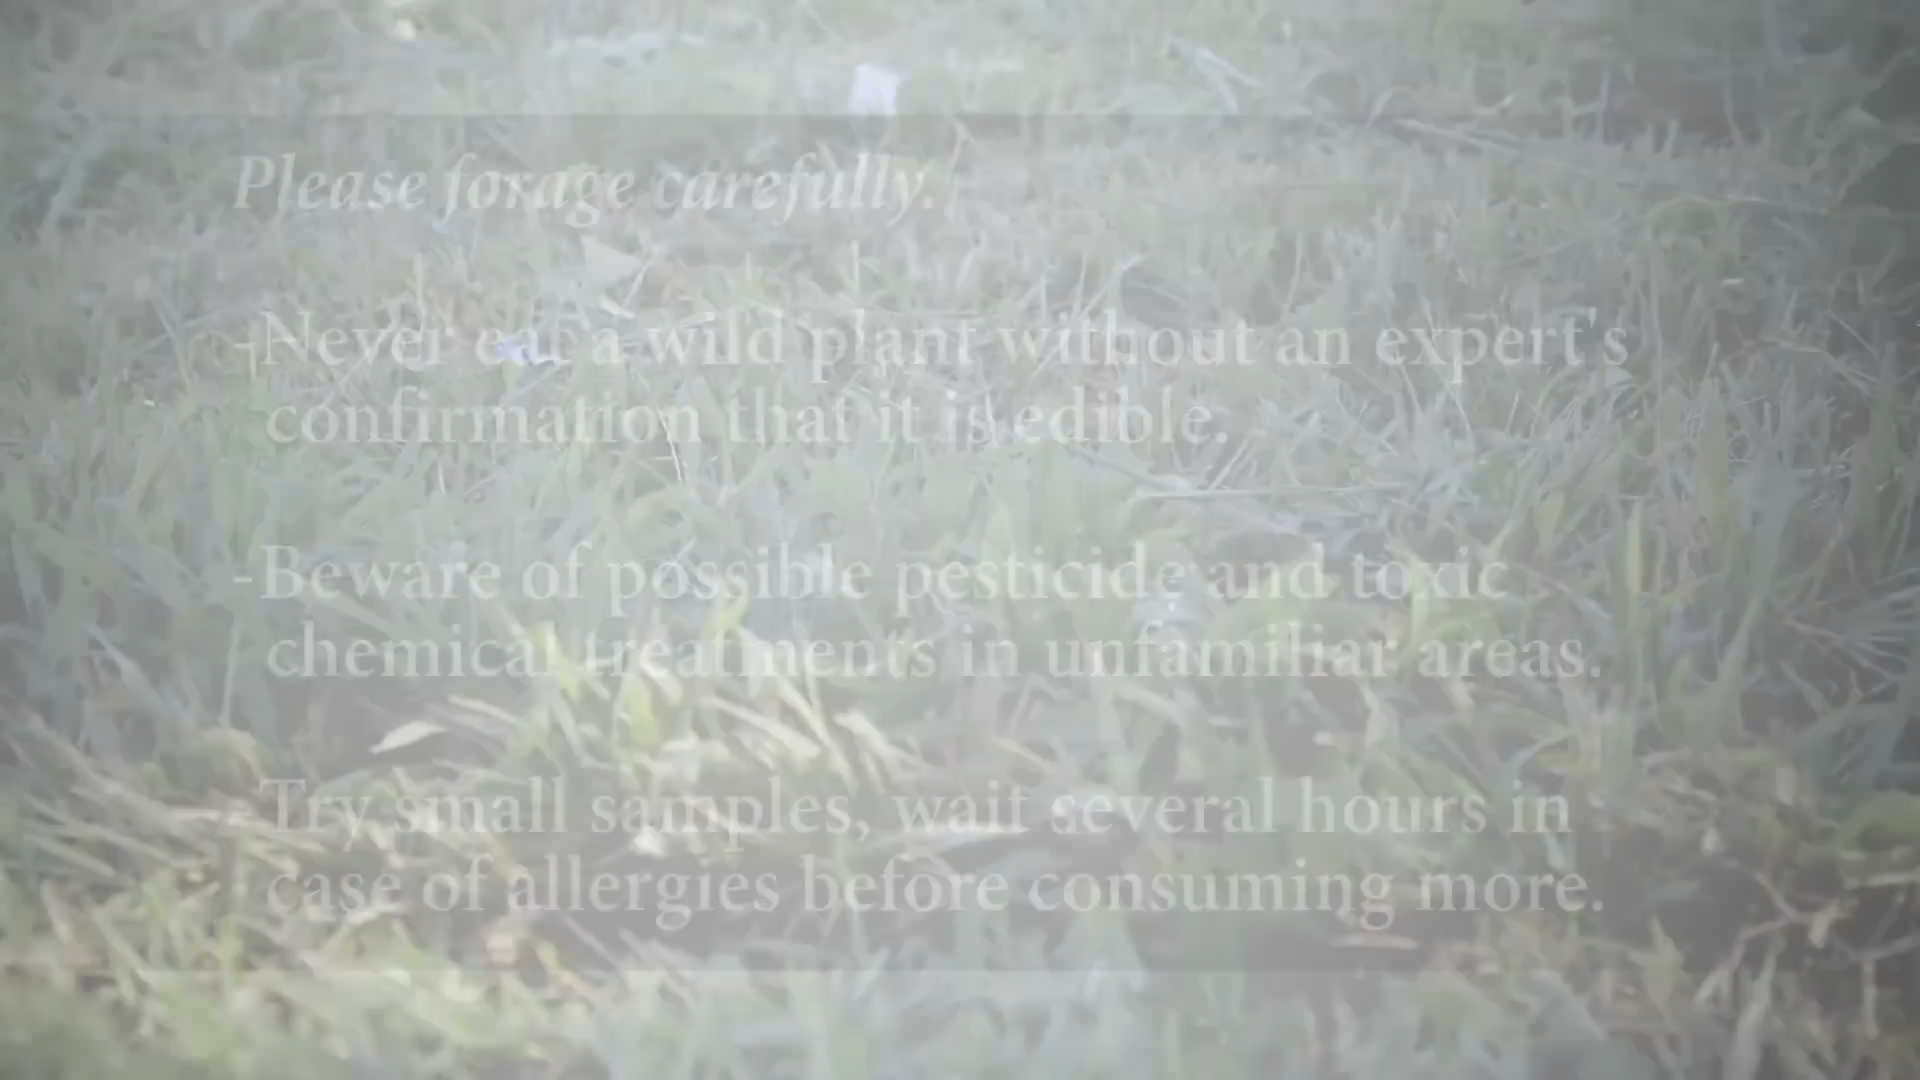 Please forage carefully.
-Never eat a wild plant without an expert's
confirmation that it is edible.
-Beware of possible pesticide and toxic
chemical treatments in unfamiliar areas.
Try small samples, wait several hours in
case of allergies before consuming more.